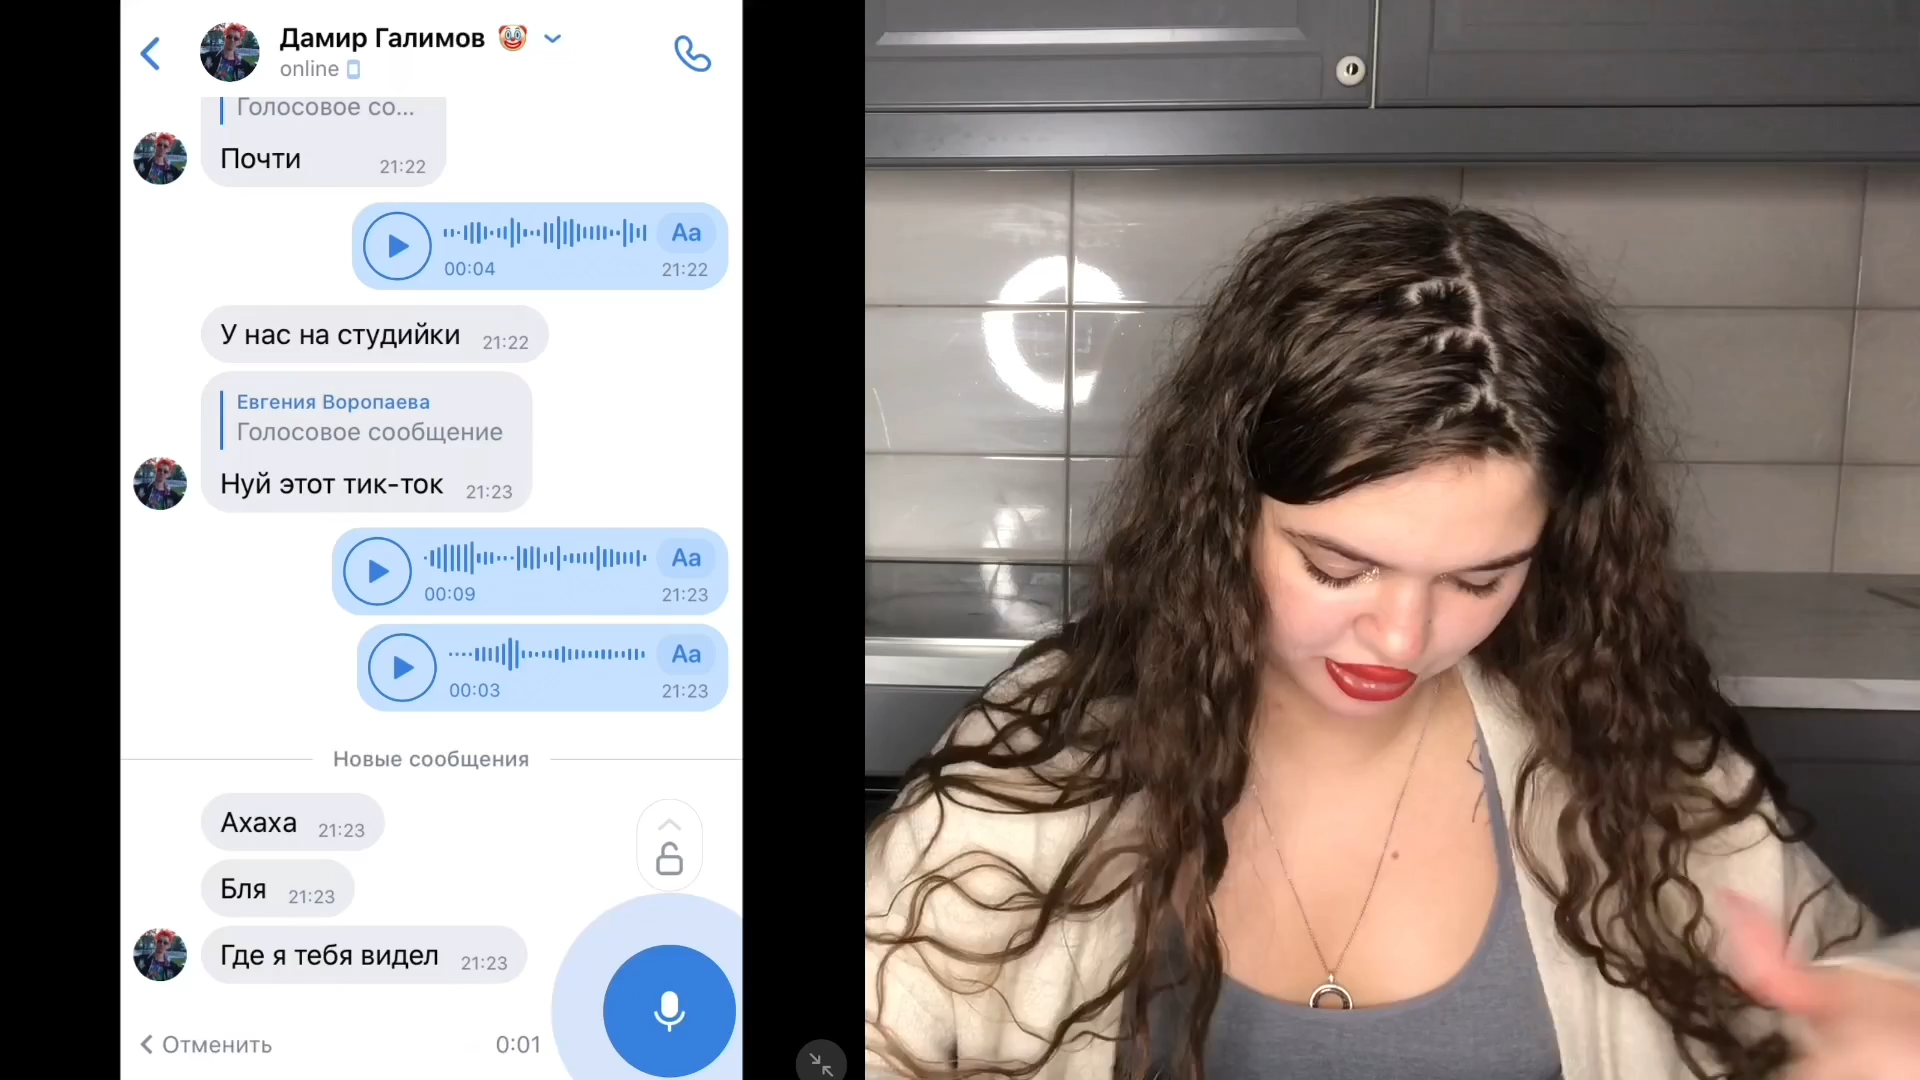 Дамир Галимов
online
Голосовое со...
Почти 21:22
Aa
00:04 21:22
У нас на студийки 21:22
Евгения Воропаева
Голосовое сообщение
Нуй этот тик-ток 21:23
Aa
00:09 21:23
Aa
00:03 21:23
Новые сообщения
Ахаха 21:23
Бля 21:23
Где я тебя видел 21:23
Отменить 0:01